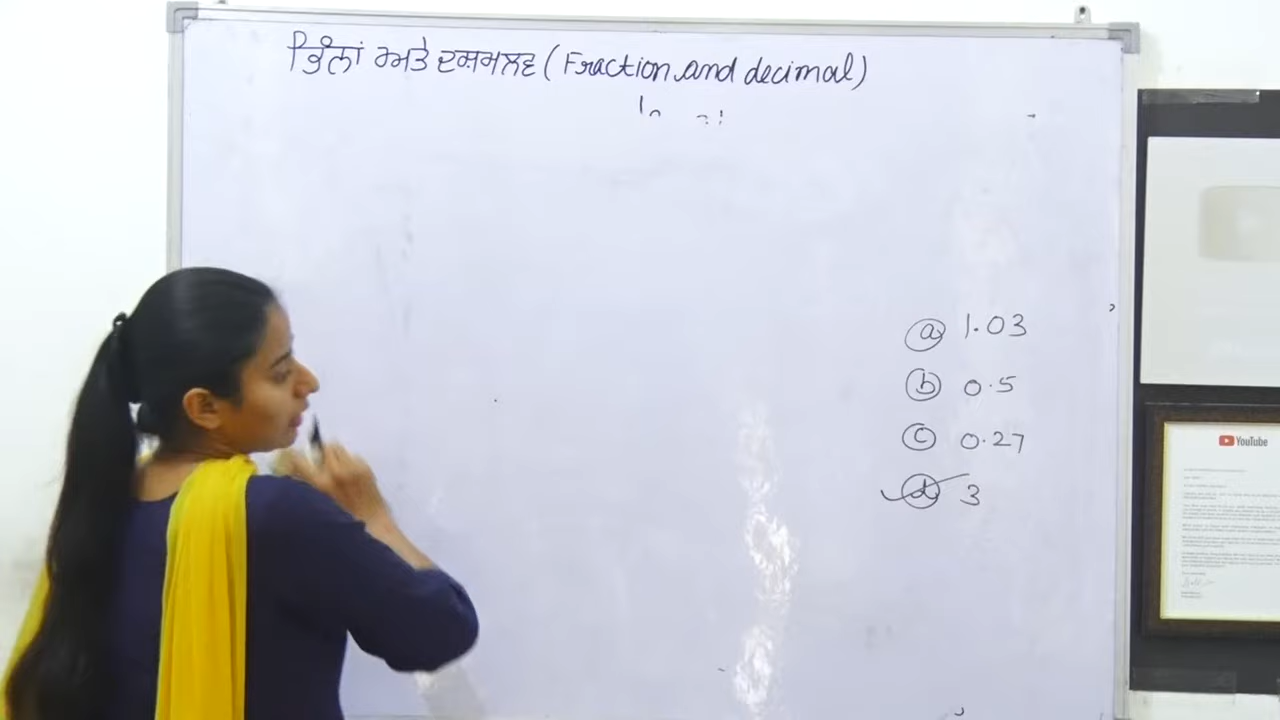 ਭਿੰਨਾਂ ਅਤੇ ਦਸ਼ਮਲਵ (Fraction and decimal)
(a) 1.03
(b) 0.5
(c) 0.27
(d) 3
YouTube